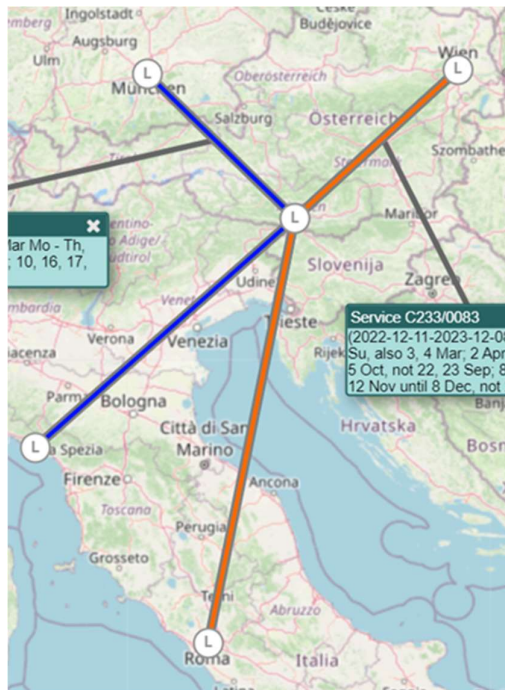 Ingolstadt
České
Budějovice
Augsburg
Ulm
L
L
Wien
München
Oberösterreich
Salzburg
Österreich
Szombathe
Steiermark
L
Maribor
Mar Mo - Th,
; 10, 16, 17,
Slovenija
Udine
Zagreb
Trieste
Service C233/0083
(2022-12-11-2023-12-08
Su, also 3, 4 Mar; 2 Apr
5 Oct, not 22, 23 Sep; 8
12 Nov until 8 Dec, not
Verona
Venezia
Rijek
Parm
Bologna
Banj
Città di San
Marino
Hrvatska
Bosn
L
a Spezia
Firenze
Ancona
Toscana
Perugia
Grosseto
Terni
Abruzzo
L
Roma
Italia
Latina